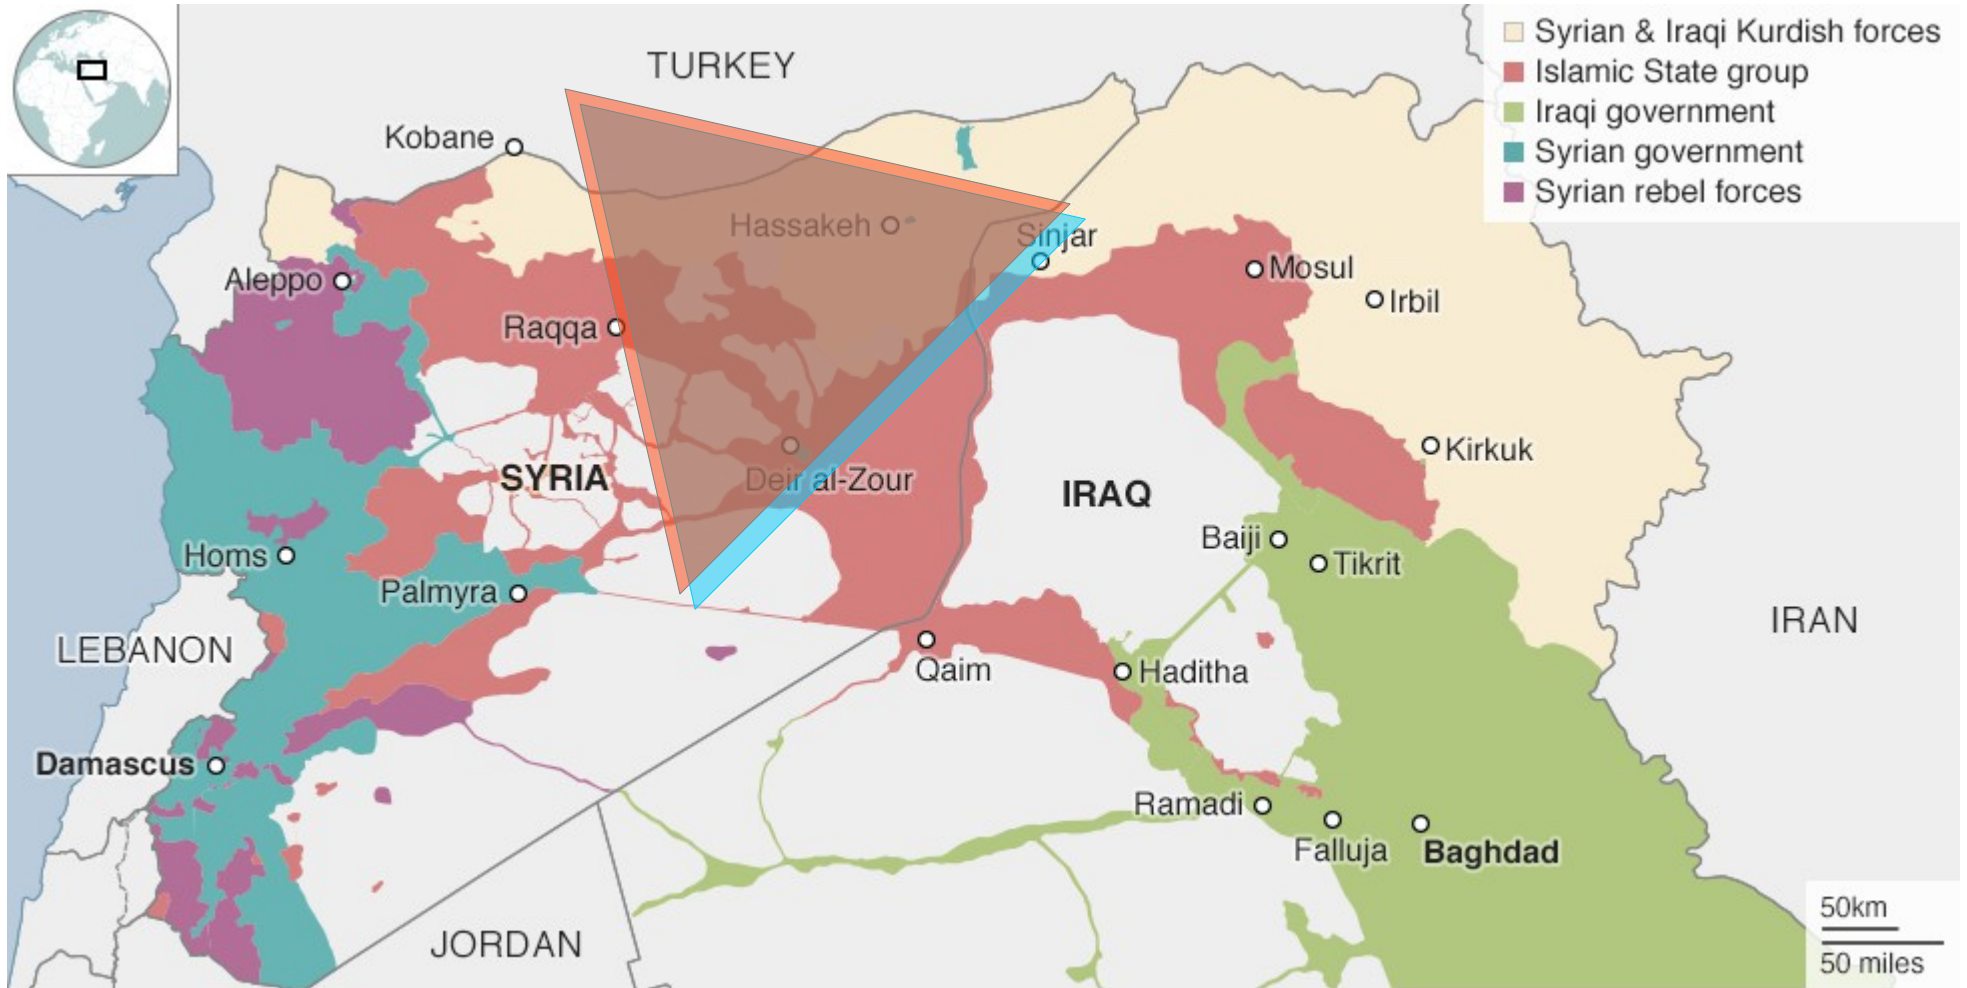 TURKEY
Syrian & Iraqi Kurdish forces
Islamic State group
Iraqi government
Syrian government
Syrian rebel forces
Kobane
Hassakeh
Sinjar
Aleppo
Mosul
Irbil
Raqqa
SYRIA
Deir al-Zour
IRAQ
Kirkuk
Homs
Palmyra
Baiji
Tikrit
LEBANON
IRAN
Qaim
Haditha
Damascus
Ramadi
Falluja
Baghdad
JORDAN
50km
50 miles